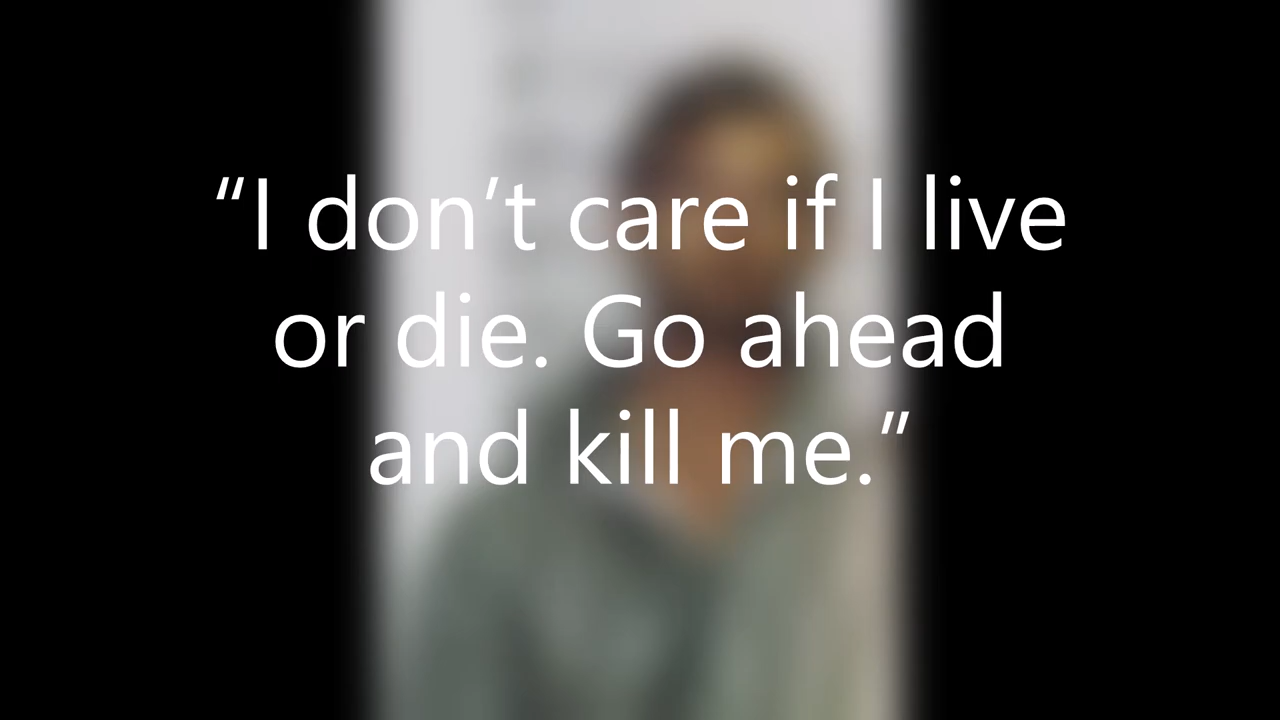 “I don’t care if I live
or die. Go ahead
and kill me.”